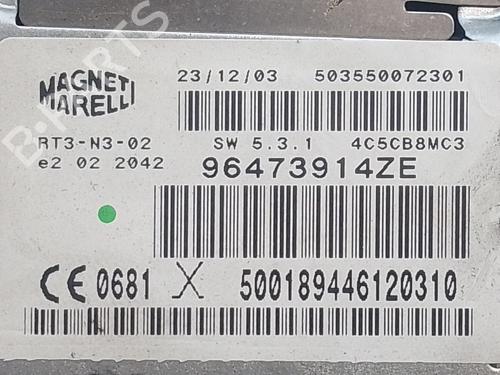 MAGNETI
MARELLI
23/12/03 503550072301
RT3-N3-02 SW 5.3.1 4C5CB8MC3
e2 02 2042 96473914ZE
CE 0681 X 500189446120310
B-PARTS